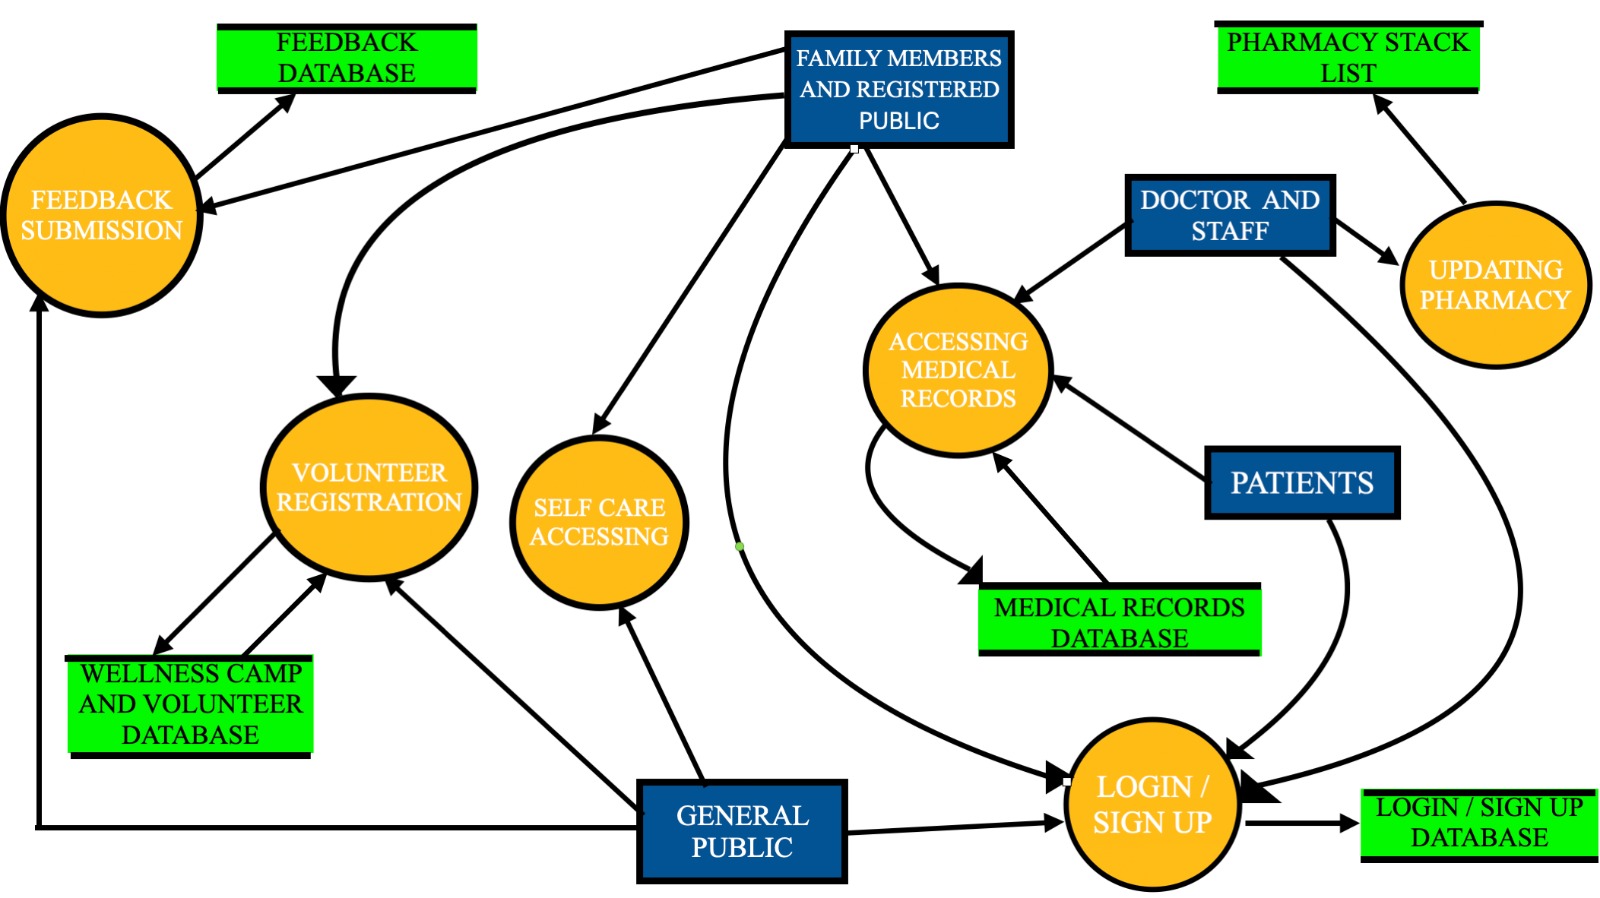 FEEDBACK
DATABASE
FAMILY MEMBERS
AND REGISTERED
PUBLIC
PHARMACY STACK
LIST
FEEDBACK
SUBMISSION
DOCTOR AND
STAFF
UPDATING
PHARMACY
ACCESSING
MEDICAL
RECORDS
VOLUNTEER
REGISTRATION
SELF CARE
ACCESSING
PATIENTS
MEDICAL RECORDS
DATABASE
WELLNESS CAMP
AND VOLUNTEER
DATABASE
GENERAL
PUBLIC
LOGIN /
SIGN UP
LOGIN / SIGN UP
DATABASE